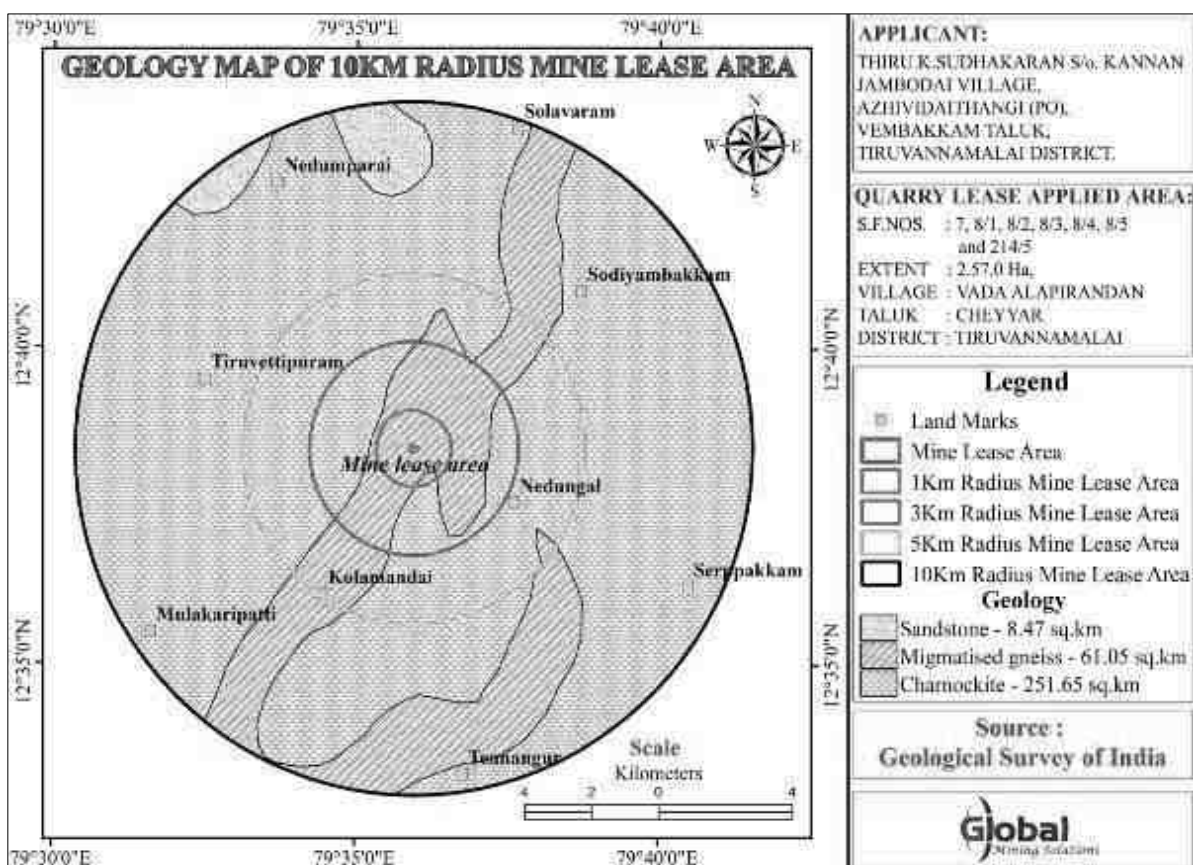 79°30'0"E
79°35'0"E
79°40'0"E
GEOLOGY MAP OF 10KM RADIUS MINE LEASE AREA
Solavaram
N
W
E
S
Nedumparai
Sodiyambakkam
12°40'0"N
12°40'0"N
Tiruvettipuram
Mine lease area
Nedungal
Kolamandai
Seruppakkam
Mulakaripatti
12°35'0"N
12°35'0"N
Tennangur
Scale
Kilometers
4 2 0 4
79°30'0"E
79°35'0"E
79°40'0"E
APPLICANT:
THIRU.K.SUDHAKARAN S/o. KANNAN
JAMBODAI VILLAGE,
AZHIVIDAITHANGI (PO),
VEMBAKKAM TALUK,
TIRUVANNAMALAI DISTRICT.
QUARRY LEASE APPLIED AREA:
S.F.NOS. : 7, 8/1, 8/2, 8/3, 8/4, 8/5
and 214/5
EXTENT : 2.57.0 Ha,
VILLAGE : VADA ALAPIRANDAN
TALUK : CHEYYAR
DISTRICT : TIRUVANNAMALAI
Legend
Land Marks
Mine Lease Area
1Km Radius Mine Lease Area
3Km Radius Mine Lease Area
5Km Radius Mine Lease Area
10Km Radius Mine Lease Area
Geology
Sandstone - 8.47 sq.km
Migmatised gneiss - 61.05 sq.km
Charnockite - 251.65 sq.km
Source :
Geological Survey of India
Global
Mining Solutions